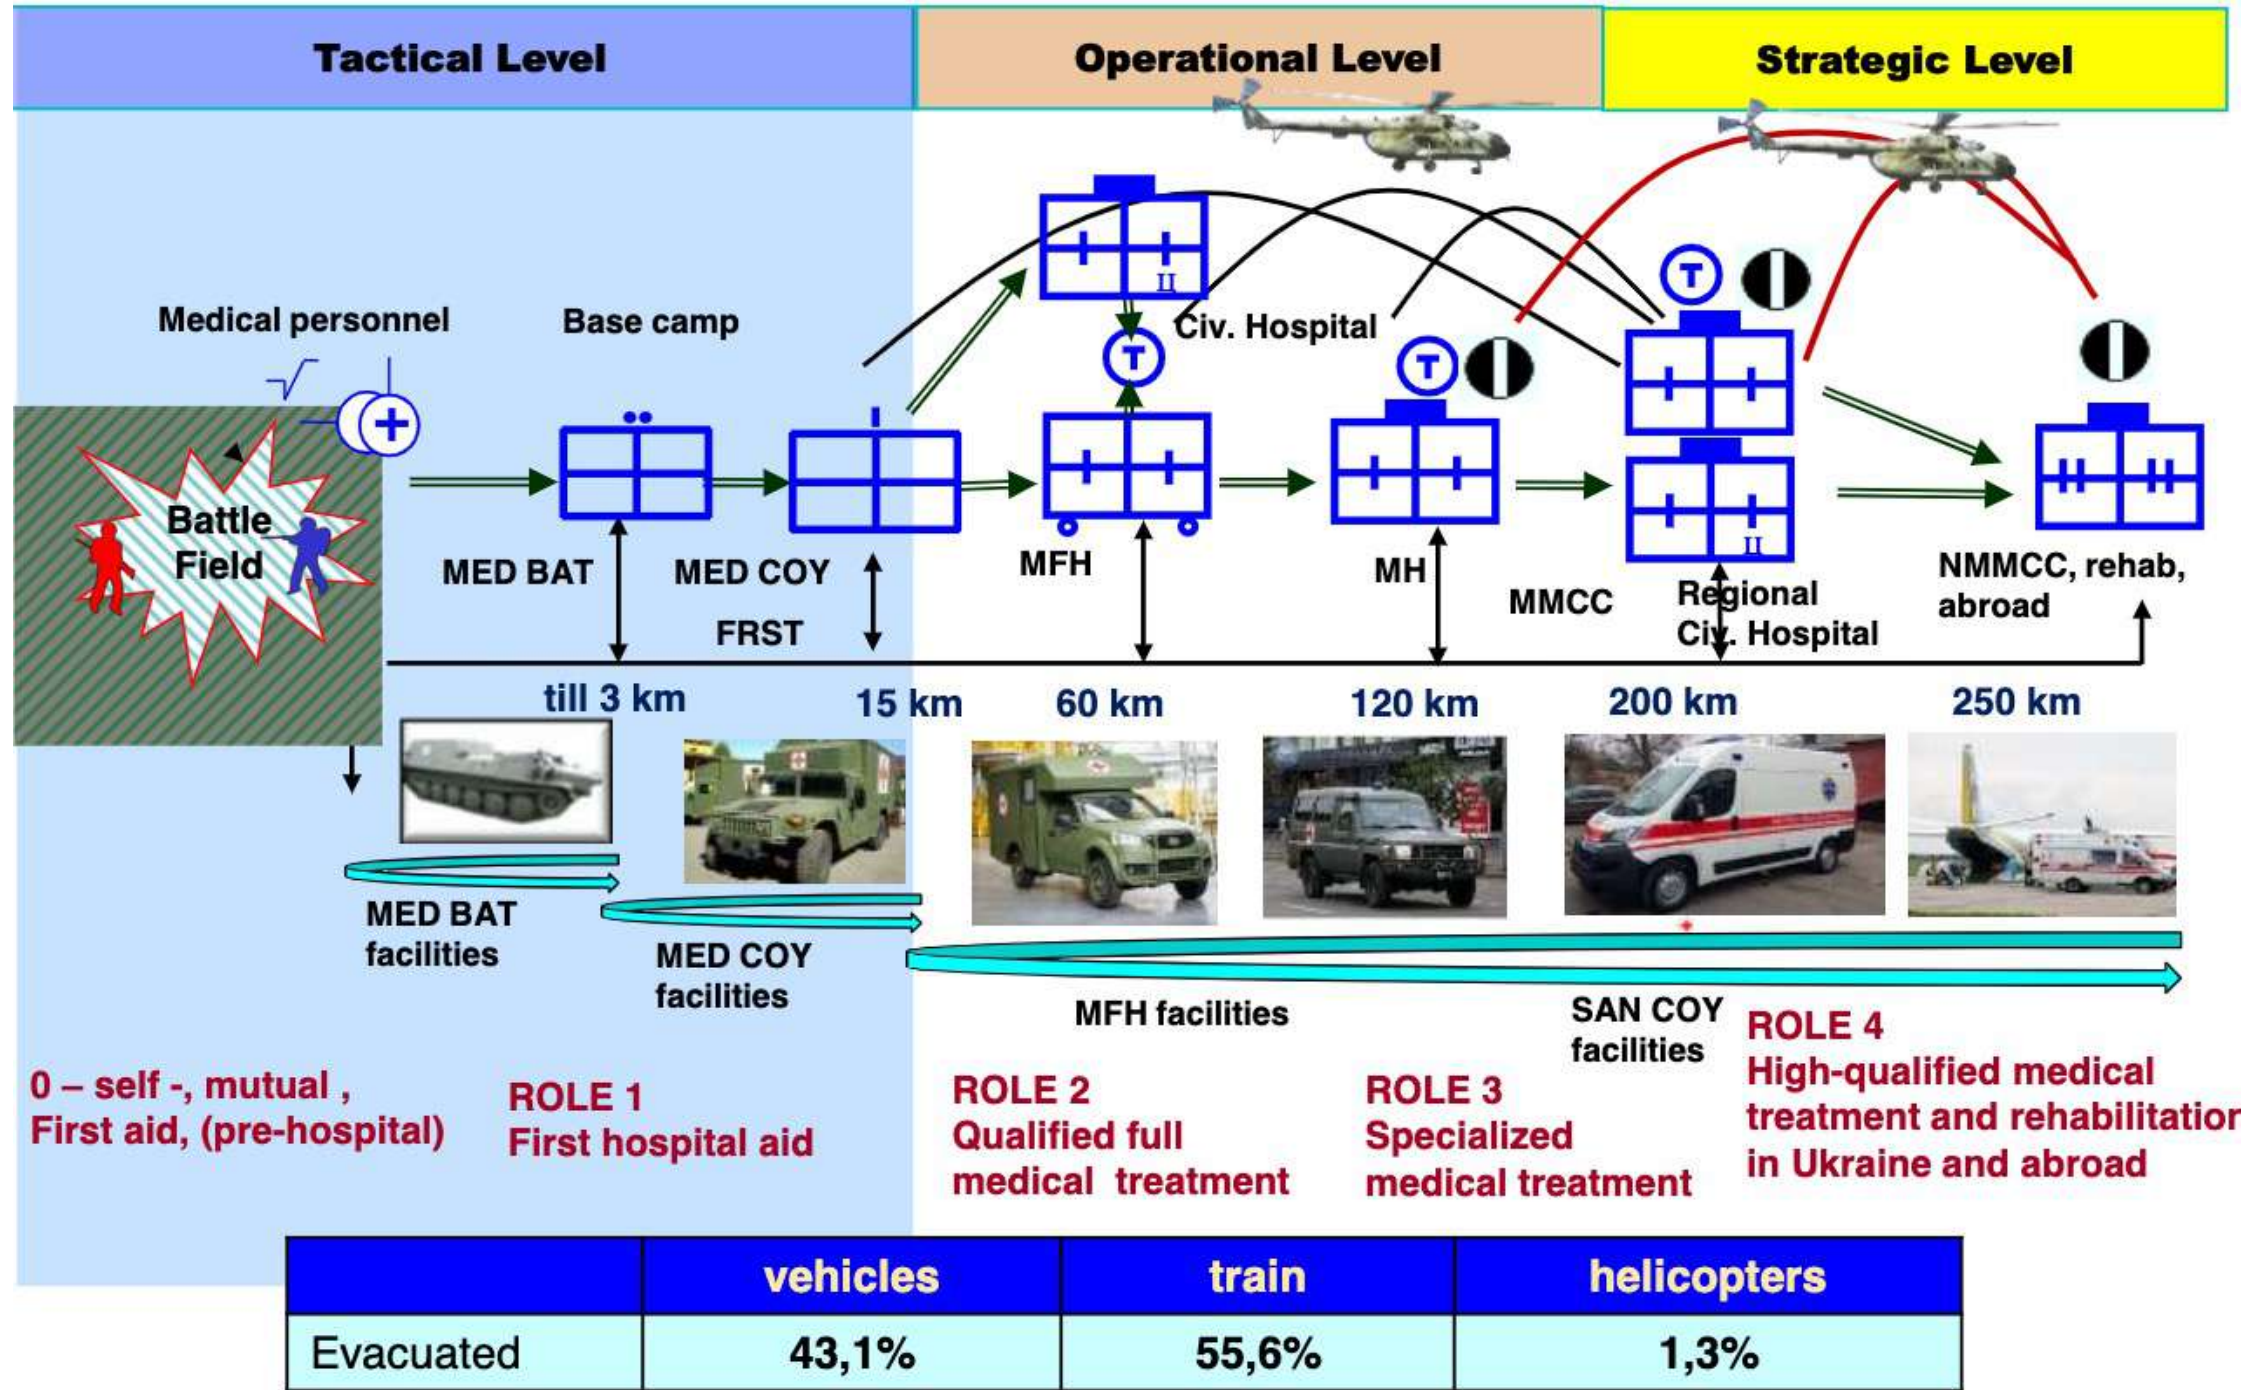 Tactical Level
Operational Level
Strategic Level
Medical personnel
Base camp
Battle
Field
MED BAT
MED COY
FRST
Civ. Hospital
T
T
T
II
MFH
MH
MMCC
II
Regional
Civ. Hospital
NMMCC, rehab,
abroad
till 3 km
15 km
60 km
120 km
200 km
250 km
MED BAT
facilities
MED COY
facilities
MFH facilities
SAN COY
facilities
0 – self -, mutual ,
First aid, (pre-hospital)
ROLE 1
First hospital aid
ROLE 2
Qualified full
medical treatment
ROLE 3
Specialized
medical treatment
ROLE 4
High-qualified medical
treatment and rehabilitation
in Ukraine and abroad
vehicles
train
helicopters
Evacuated
43,1%
55,6%
1,3%